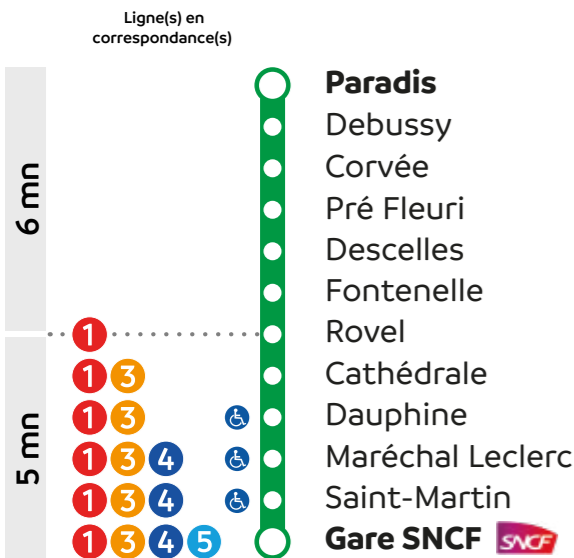 Ligne(s) en
correspondance(s)
6 mn
5 mn
Paradis
Debussy
Corvée
Pré Fleuri
Descelles
Fontenelle
1 Rovel
1 3 Cathédrale
1 3 Dauphine
1 3 4 Maréchal Leclerc
1 3 4 Saint-Martin
1 3 4 5 Gare SNCF SNCF